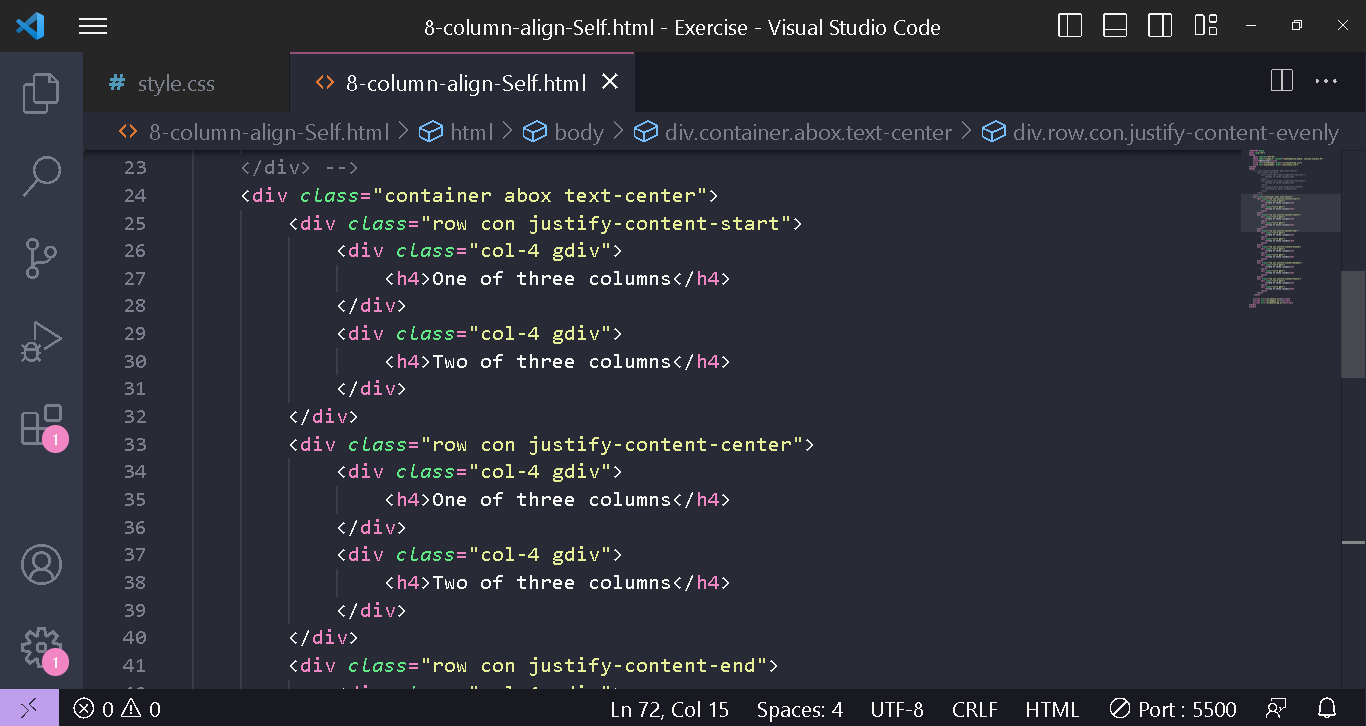 8-column-align-Self.html - Exercise - Visual Studio Code
# style.css
<> 8-column-align-Self.html ×
<> 8-column-align-Self.html > html > body > div.container.abox.text-center > div.row.con.justify-content-evenly
23 </div> -->
24 <div class="container abox text-center">
25 <div class="row con justify-content-start">
26 <div class="col-4 gdiv">
27 <h4>One of three columns</h4>
28 </div>
29 <div class="col-4 gdiv">
30 <h4>Two of three columns</h4>
31 </div>
32 </div>
33 <div class="row con justify-content-center">
34 <div class="col-4 gdiv">
35 <h4>One of three columns</h4>
36 </div>
37 <div class="col-4 gdiv">
38 <h4>Two of three columns</h4>
39 </div>
40 </div>
41 <div class="row con justify-content-end">
1
1
0 0
Ln 72, Col 15
Spaces: 4
UTF-8
CRLF
HTML
Port : 5500